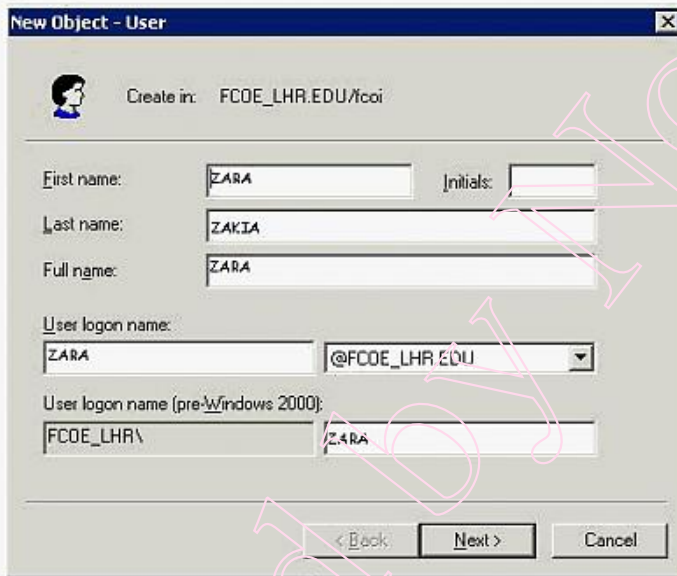 New Object - User
Create in: FCOE_LHR.EDU/fcoi
First name: ZARA Initials:
Last name: ZAKIA
Full name: ZARA
User logon name:
ZARA @FCOE_LHR.EDU
User logon name (pre-Windows 2000):
FCOE_LHR\ ZARA
< Back Next > Cancel